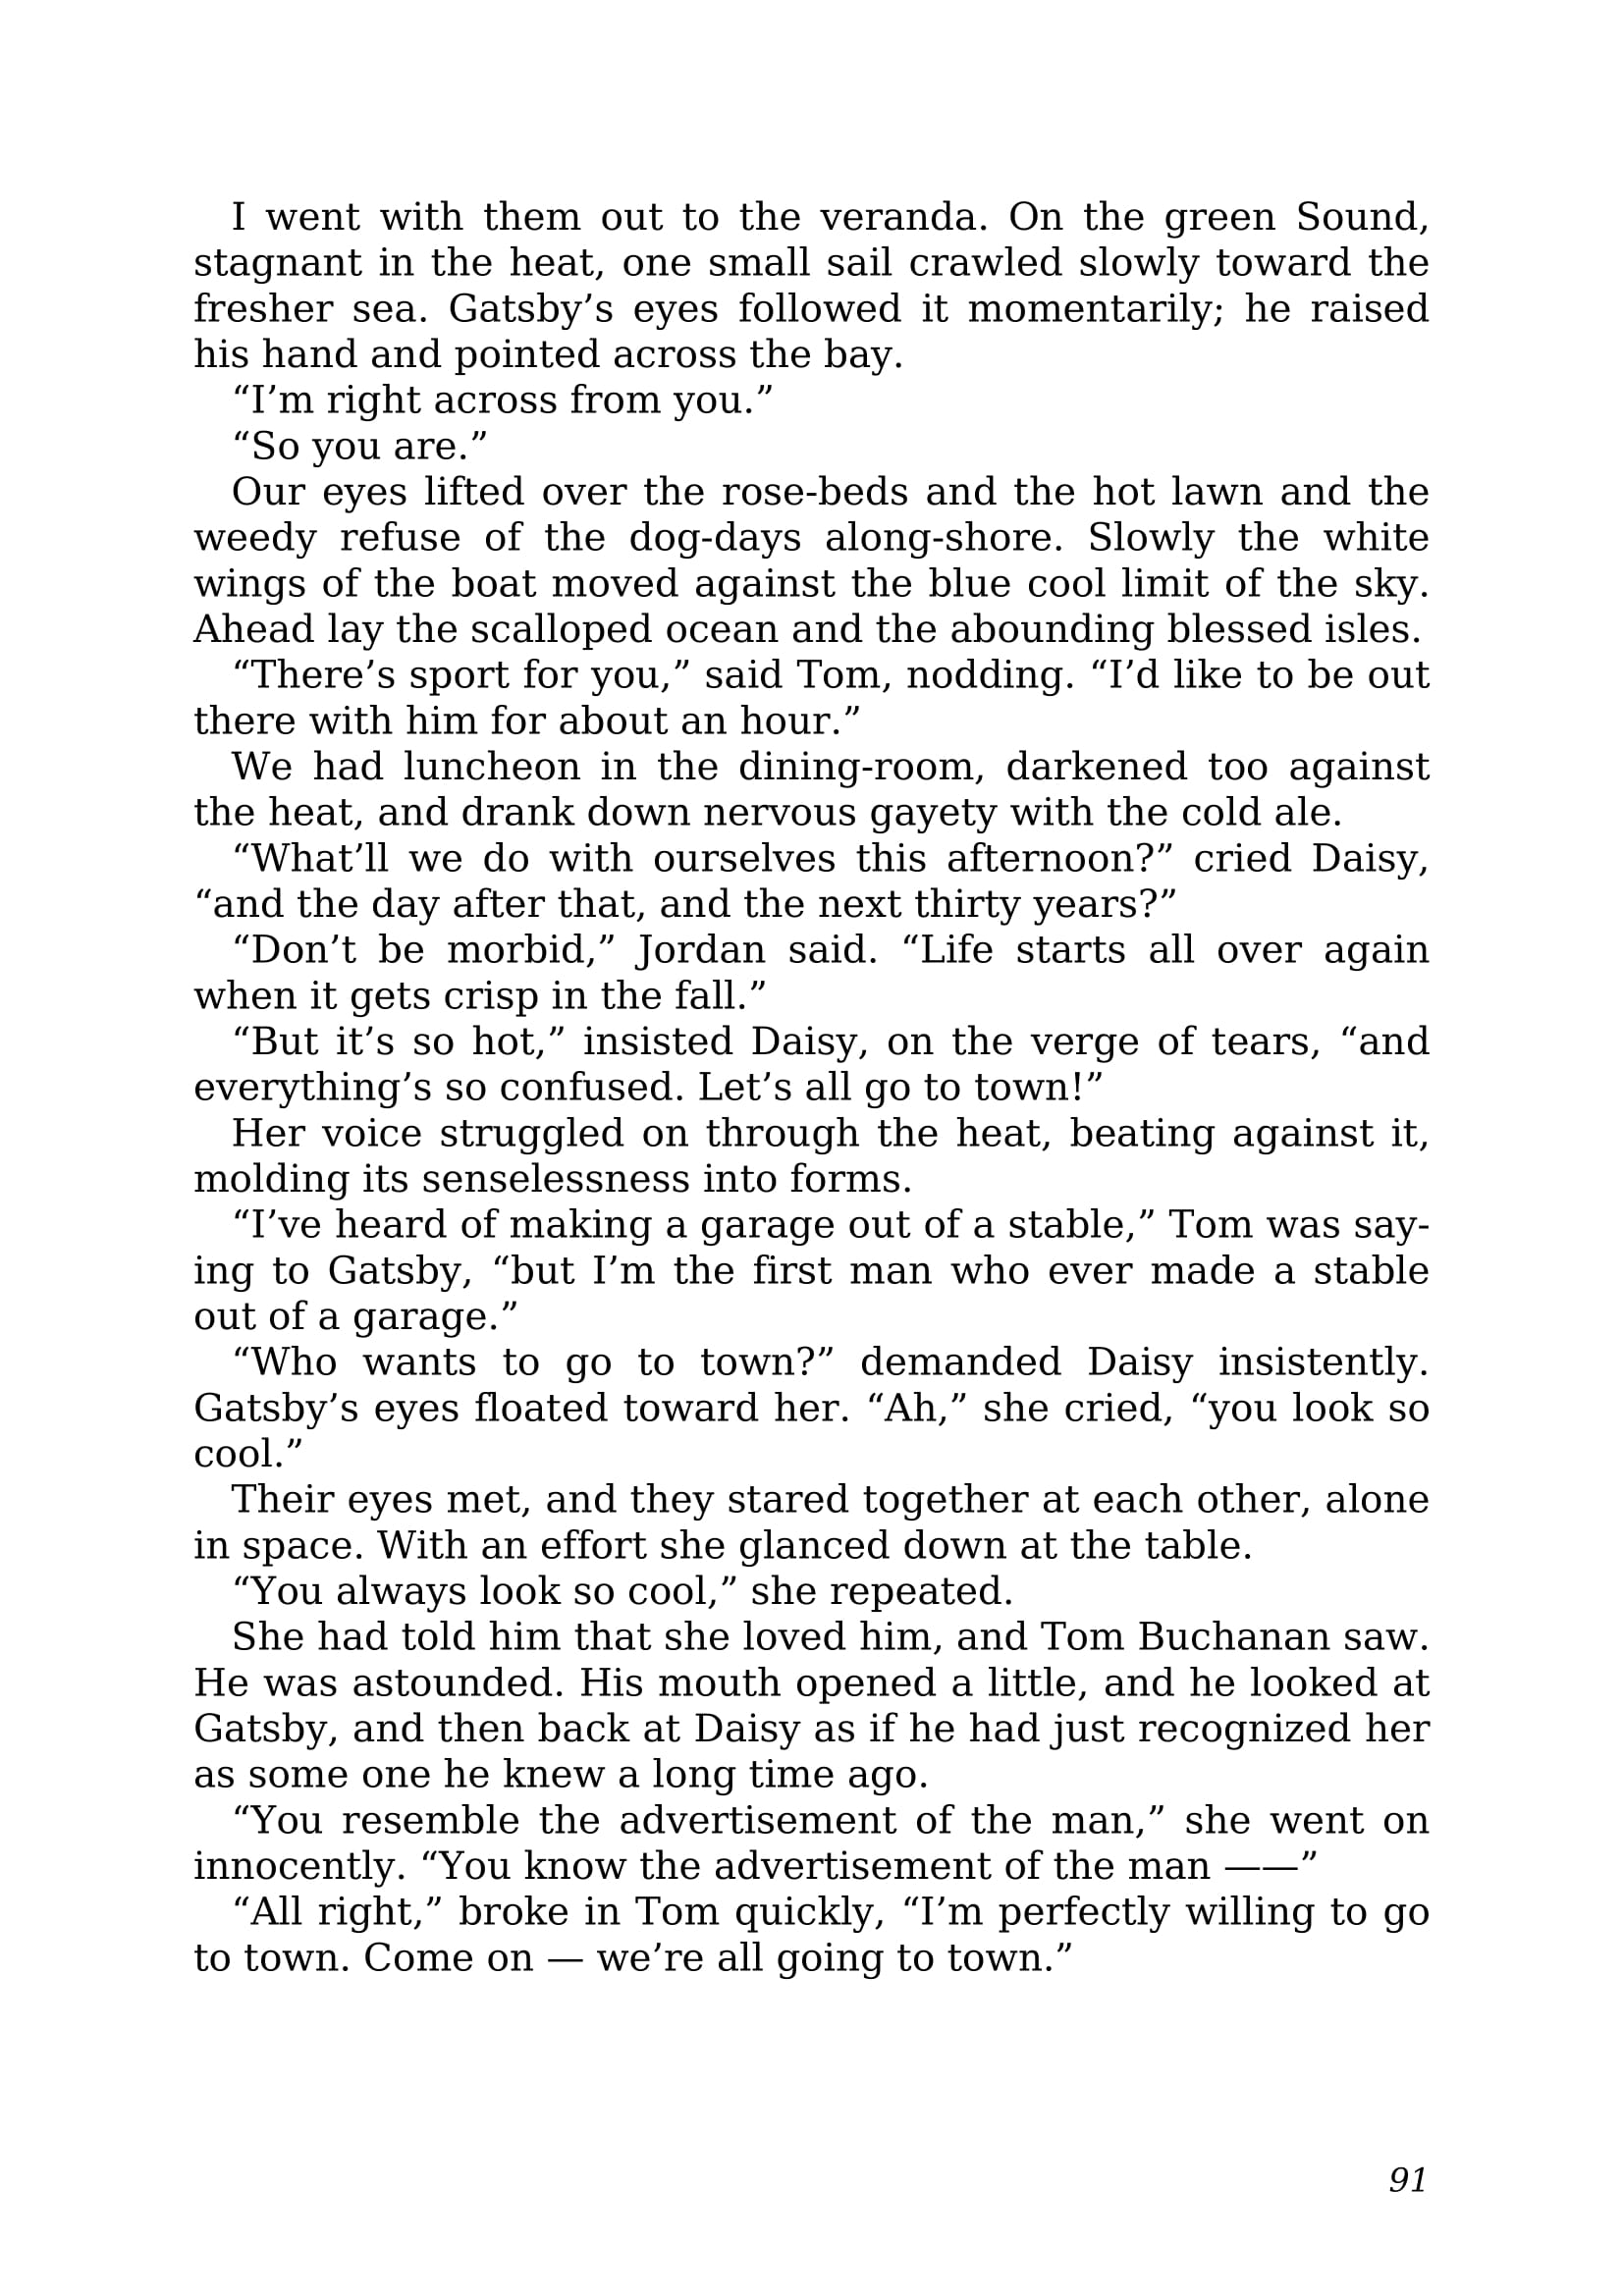 I went with them out to the veranda. On the green Sound,
stagnant in the heat, one small sail crawled slowly toward the
fresher sea. Gatsby’s eyes followed it momentarily; he raised
his hand and pointed across the bay.
“I’m right across from you.”
“So you are.”
Our eyes lifted over the rose-beds and the hot lawn and the
weedy refuse of the dog-days along-shore. Slowly the white
wings of the boat moved against the blue cool limit of the sky.
Ahead lay the scalloped ocean and the abounding blessed isles.
“There’s sport for you,” said Tom, nodding. “I’d like to be out
there with him for about an hour.”
We had luncheon in the dining-room, darkened too against
the heat, and drank down nervous gayety with the cold ale.
“What’ll we do with ourselves this afternoon?” cried Daisy,
“and the day after that, and the next thirty years?”
“Don’t be morbid,” Jordan said. “Life starts all over again
when it gets crisp in the fall.”
“But it’s so hot,” insisted Daisy, on the verge of tears, “and
everything’s so confused. Let’s all go to town!”
Her voice struggled on through the heat, beating against it,
molding its senselessness into forms.
“I’ve heard of making a garage out of a stable,” Tom was say-
ing to Gatsby, “but I’m the first man who ever made a stable
out of a garage.”
“Who wants to go to town?” demanded Daisy insistently.
Gatsby’s eyes floated toward her. “Ah,” she cried, “you look so
cool.”
Their eyes met, and they stared together at each other, alone
in space. With an effort she glanced down at the table.
“You always look so cool,” she repeated.
She had told him that she loved him, and Tom Buchanan saw.
He was astounded. His mouth opened a little, and he looked at
Gatsby, and then back at Daisy as if he had just recognized her
as some one he knew a long time ago.
“You resemble the advertisement of the man,” she went on
innocently. “You know the advertisement of the man ——”
“All right,” broke in Tom quickly, “I’m perfectly willing to go
to town. Come on — we’re all going to town.”
91